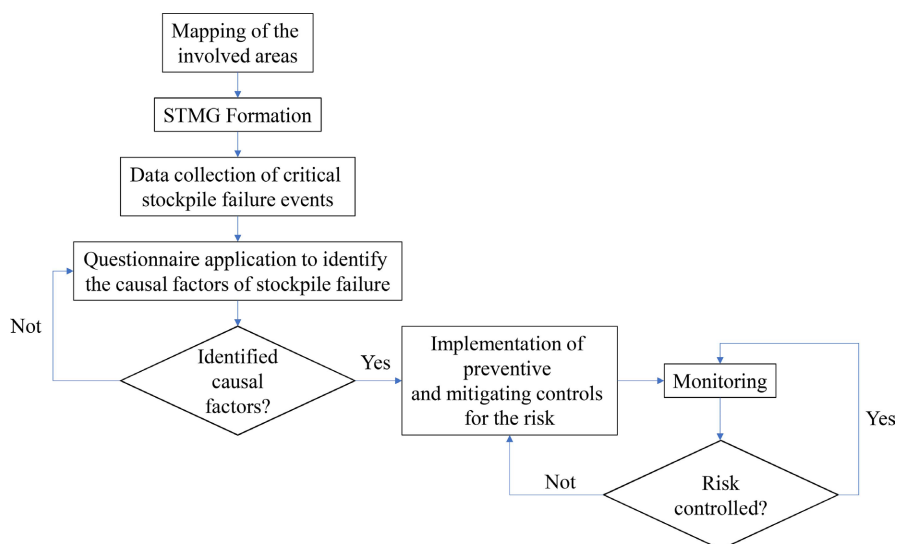 Mapping of the
involved areas
STMG Formation
Data collection of critical
stockpile failure events
Questionnaire application to identify
the causal factors of stockpile failure
Not
Identified
causal
factors?
Yes
Implementation of
preventive
and mitigating controls
for the risk
Monitoring
Yes
Not
Risk
controlled?